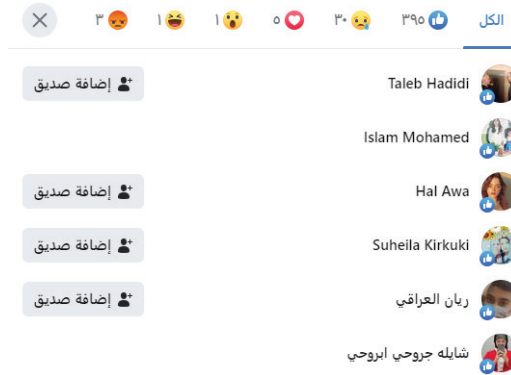 الكل ٣٩٥ ٣٠ ٥ ١ ١ ٣
Taleb Hadidi إضافة صديق
Islam Mohamed
Hal Awa إضافة صديق
Suheila Kirkuki إضافة صديق
ريان العراقي إضافة صديق
شايله جروحي ابروحي